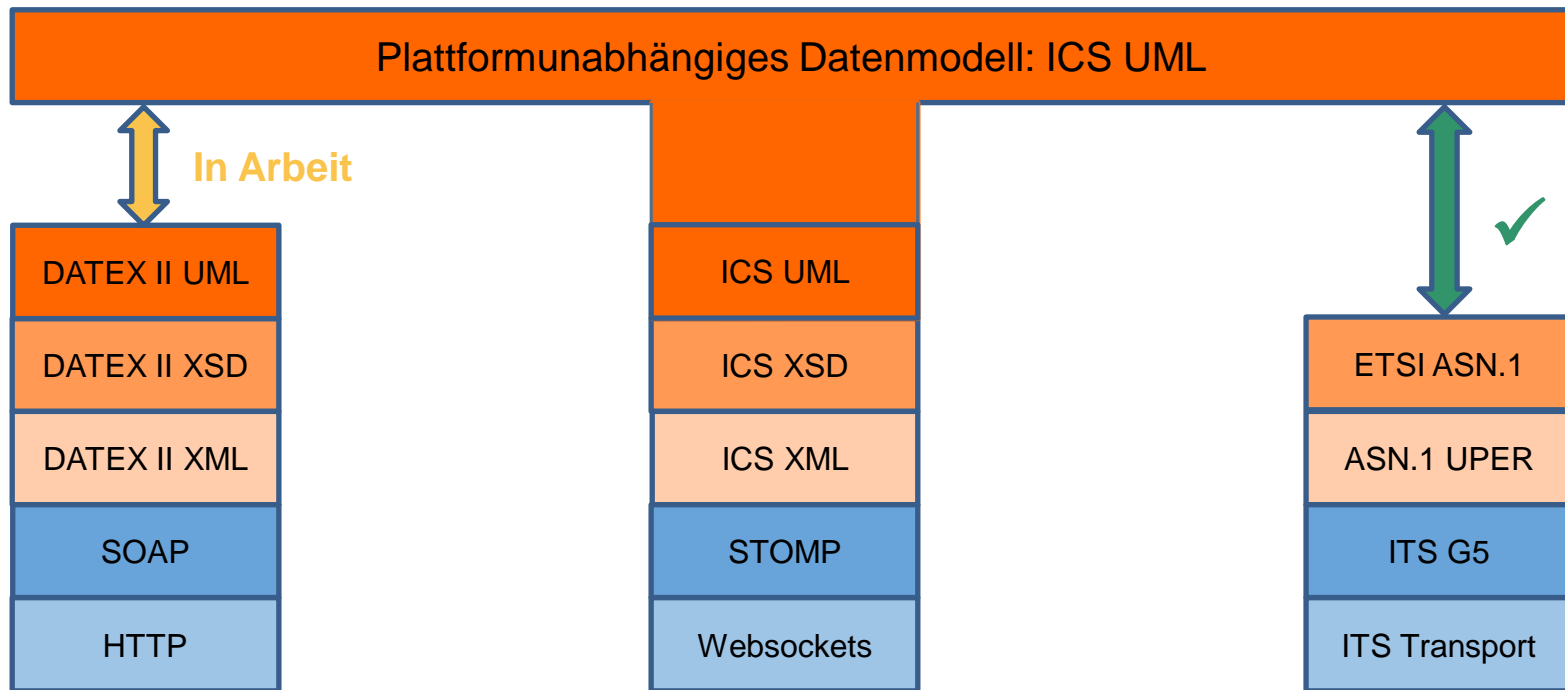 Plattformunabhängiges Datenmodell: ICS UML
In Arbeit
DATEX II UML
ICS UML
DATEX II XSD
ICS XSD
ETSI ASN.1
DATEX II XML
ICS XML
ASN.1 UPER
SOAP
STOMP
ITS G5
HTTP
Websockets
ITS Transport